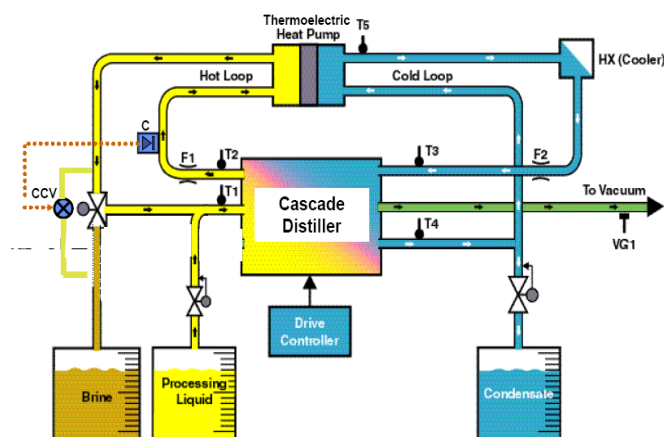 Thermoelectric
Heat Pump
T5
HX (Cooler)
Hot Loop
Cold Loop
C
F1
T2
T3
F2
T1
CCV
Cascade
Distiller
To Vacuum
T4
VG1
Drive
Controller
Brine
Processing
Liquid
Condensate